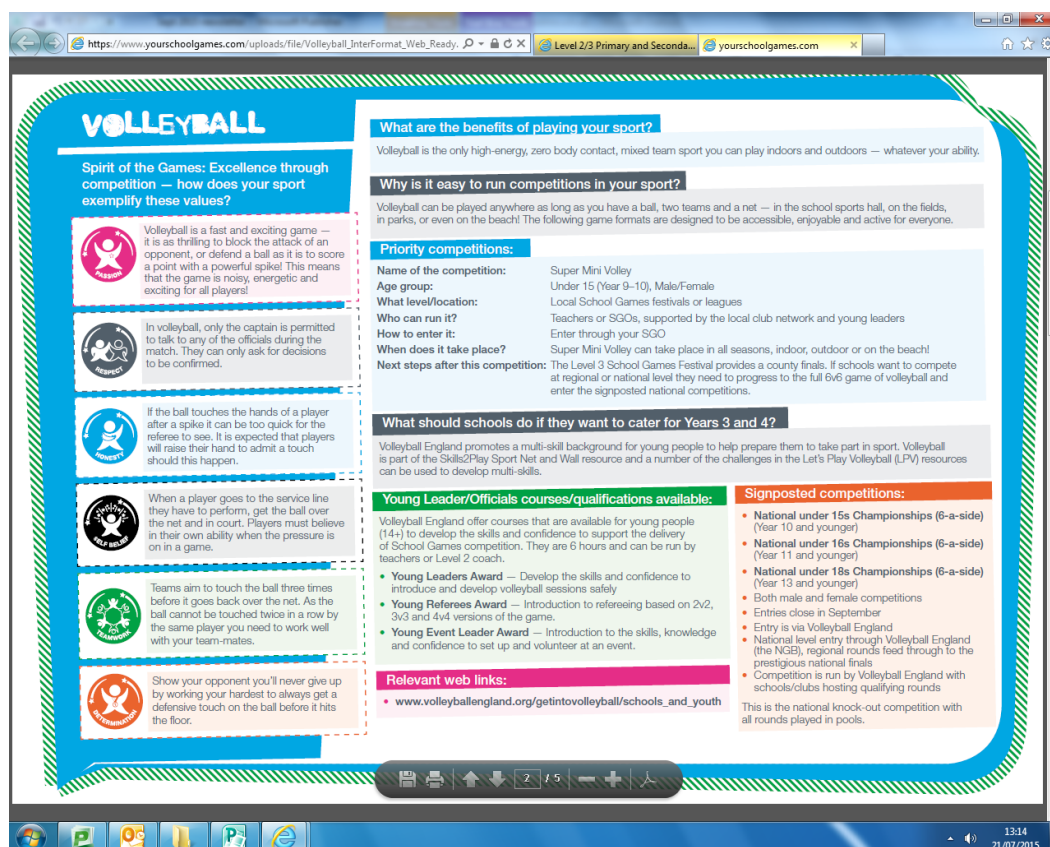 https://www.yourschoolgames.com/uploads/file/Volleyball_InterFormat_Web_Ready.
Level 2/3 Primary and Seconda...
yourschoolgames.com
VOLLEYBALL
Spirit of the Games: Excellence through
competition — how does your sport
exemplify these values?
PASSION
Volleyball is a fast and exciting game —
it is as thrilling to block the attack of an
opponent, or defend a ball as it is to score
a point with a powerful spike! This means
that the game is noisy, energetic and
exciting for all players!
RESPECT
In volleyball, only the captain is permitted
to talk to any of the officials during the
match. They can only ask for decisions
to be confirmed.
HONESTY
If the ball touches the hands of a player
after a spike it can be too quick for the
referee to see. It is expected that players
will raise their hand to admit a touch
should this happen.
SELF BELIEF
When a player goes to the service line
they have to perform, get the ball over
the net and in court. Players must believe
in their own ability when the pressure is
on in a game.
TEAMWORK
Teams aim to touch the ball three times
before it goes back over the net. As the
ball cannot be touched twice in a row by
the same player you need to work well
with your team-mates.
DETERMINATION
Show your opponent you'll never give up
by working your hardest to always get a
defensive touch on the ball before it hits
the floor.
What are the benefits of playing your sport?
Volleyball is the only high-energy, zero body contact, mixed team sport you can play indoors and outdoors — whatever your ability.
Why is it easy to run competitions in your sport?
Volleyball can be played anywhere as long as you have a ball, two teams and a net — in the school sports hall, on the fields,
in parks, or even on the beach! The following game formats are designed to be accessible, enjoyable and active for everyone.
Priority competitions:
Name of the competition: Super Mini Volley
Age group: Under 15 (Year 9–10), Male/Female
What level/location: Local School Games festivals or leagues
Who can run it? Teachers or SGOs, supported by the local club network and young leaders
How to enter it: Enter through your SGO
When does it take place? Super Mini Volley can take place in all seasons, indoor, outdoor or on the beach!
Next steps after this competition: The Level 3 School Games Festival provides a county finals. If schools want to compete
at regional or national level they need to progress to the full 6v6 game of volleyball and
enter the signposted national competitions.
What should schools do if they want to cater for Years 3 and 4?
Volleyball England promotes a multi-skill background for young people to help prepare them to take part in sport. Volleyball
is part of the Skills2Play Sport Net and Wall resource and a number of the challenges in the Let's Play Volleyball (LPV) resources
can be used to develop multi-skills.
Young Leader/Officials courses/qualifications available:
Volleyball England offer courses that are available for young people
(14+) to develop the skills and confidence to support the delivery
of School Games competition. They are 6 hours and can be run by
teachers or Level 2 coach.
• Young Leaders Award — Develop the skills and confidence to
introduce and develop volleyball sessions safely
• Young Referees Award — Introduction to refereeing based on 2v2,
3v3 and 4v4 versions of the game.
• Young Event Leader Award — Introduction to the skills, knowledge
and confidence to set up and volunteer at an event.
Relevant web links:
• www.volleyballengland.org/getintovolleyball/schools_and_youth
Signposted competitions:
• National under 15s Championships (6-a-side)
(Year 10 and younger)
• National under 16s Championships (6-a-side)
(Year 11 and younger)
• National under 18s Championships (6-a-side)
(Year 13 and younger)
• Both male and female competitions
• Entries close in September
• Entry is via Volleyball England
• National level entry through Volleyball England
(the NGB), regional rounds feed through to the
prestigious national finals
• Competition is run by Volleyball England with
schools/clubs hosting qualifying rounds
This is the national knock-out competition with
all rounds played in pools.
2 / 5
13:14
21/07/2015